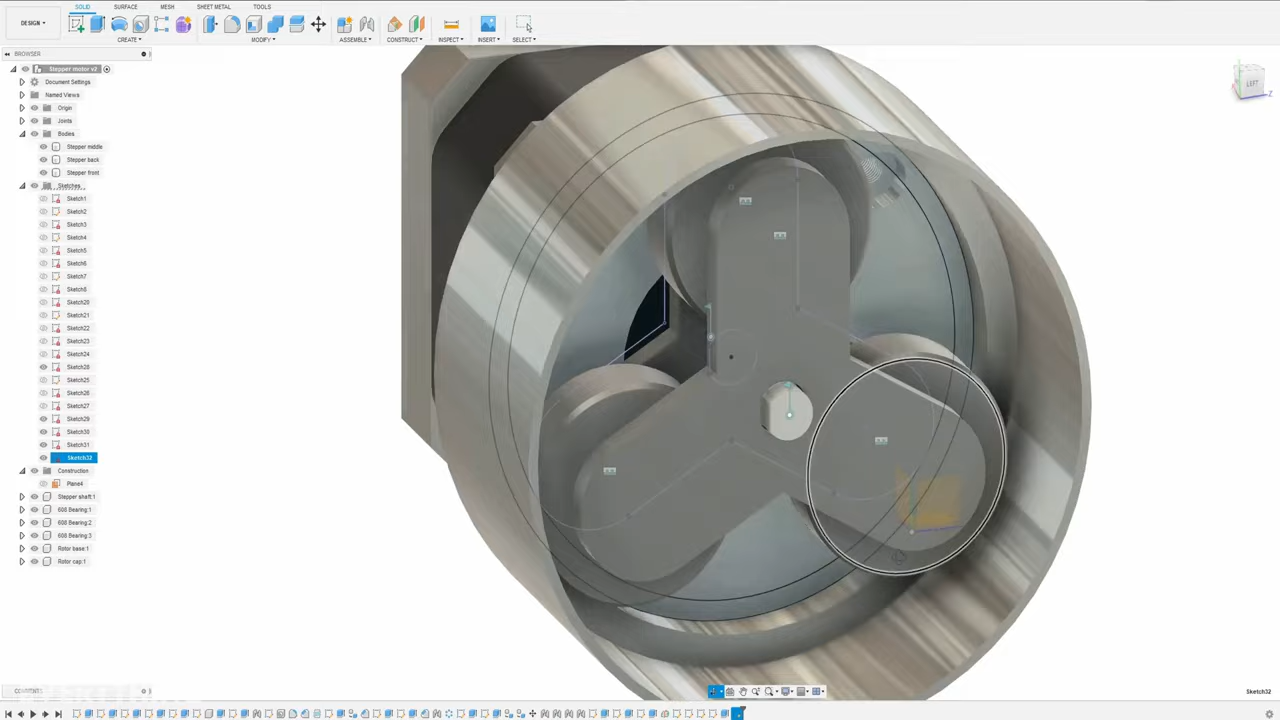 SOLID SURFACE MESH SHEET METAL TOOLS
DESIGN
CREATE MODIFY ASSEMBLE CONSTRUCT INSPECT INSERT SELECT
BROWSER
Stepper motor v2
Document Settings
Named Views
Origin
Joints
Bodies
Stepper middle
Stepper back
Stepper front
Sketches
Sketch1
Sketch2
Sketch3
Sketch4
Sketch5
Sketch6
Sketch7
Sketch20
Sketch21
Sketch22
Sketch23
Sketch24
Sketch25
Sketch27
Sketch29
Sketch30
Sketch31
Sketch32
Construction
Plane4
Stepper shaft:1
608 Bearing:1
608 Bearing:2
608 Bearing:3
Rotor base:1
Rotor cap:1
LEFT
Z
COMMENTS
Sketch32